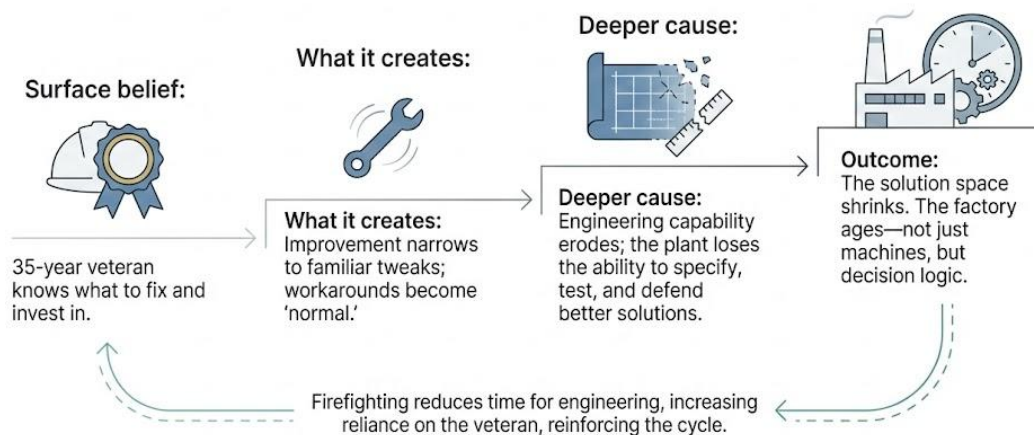 Surface belief:
35-year veteran
knows what to fix and
invest in.
What it creates:
What it creates:
Improvement narrows
to familiar tweaks;
workarounds become
'normal.'
Deeper cause:
Deeper cause:
Engineering capability
erodes; the plant loses
the ability to specify,
test, and defend
better solutions.
Outcome:
The solution space
shrinks. The factory
ages—not just
machines, but
decision logic.
Firefighting reduces time for engineering, increasing
reliance on the veteran, reinforcing the cycle.